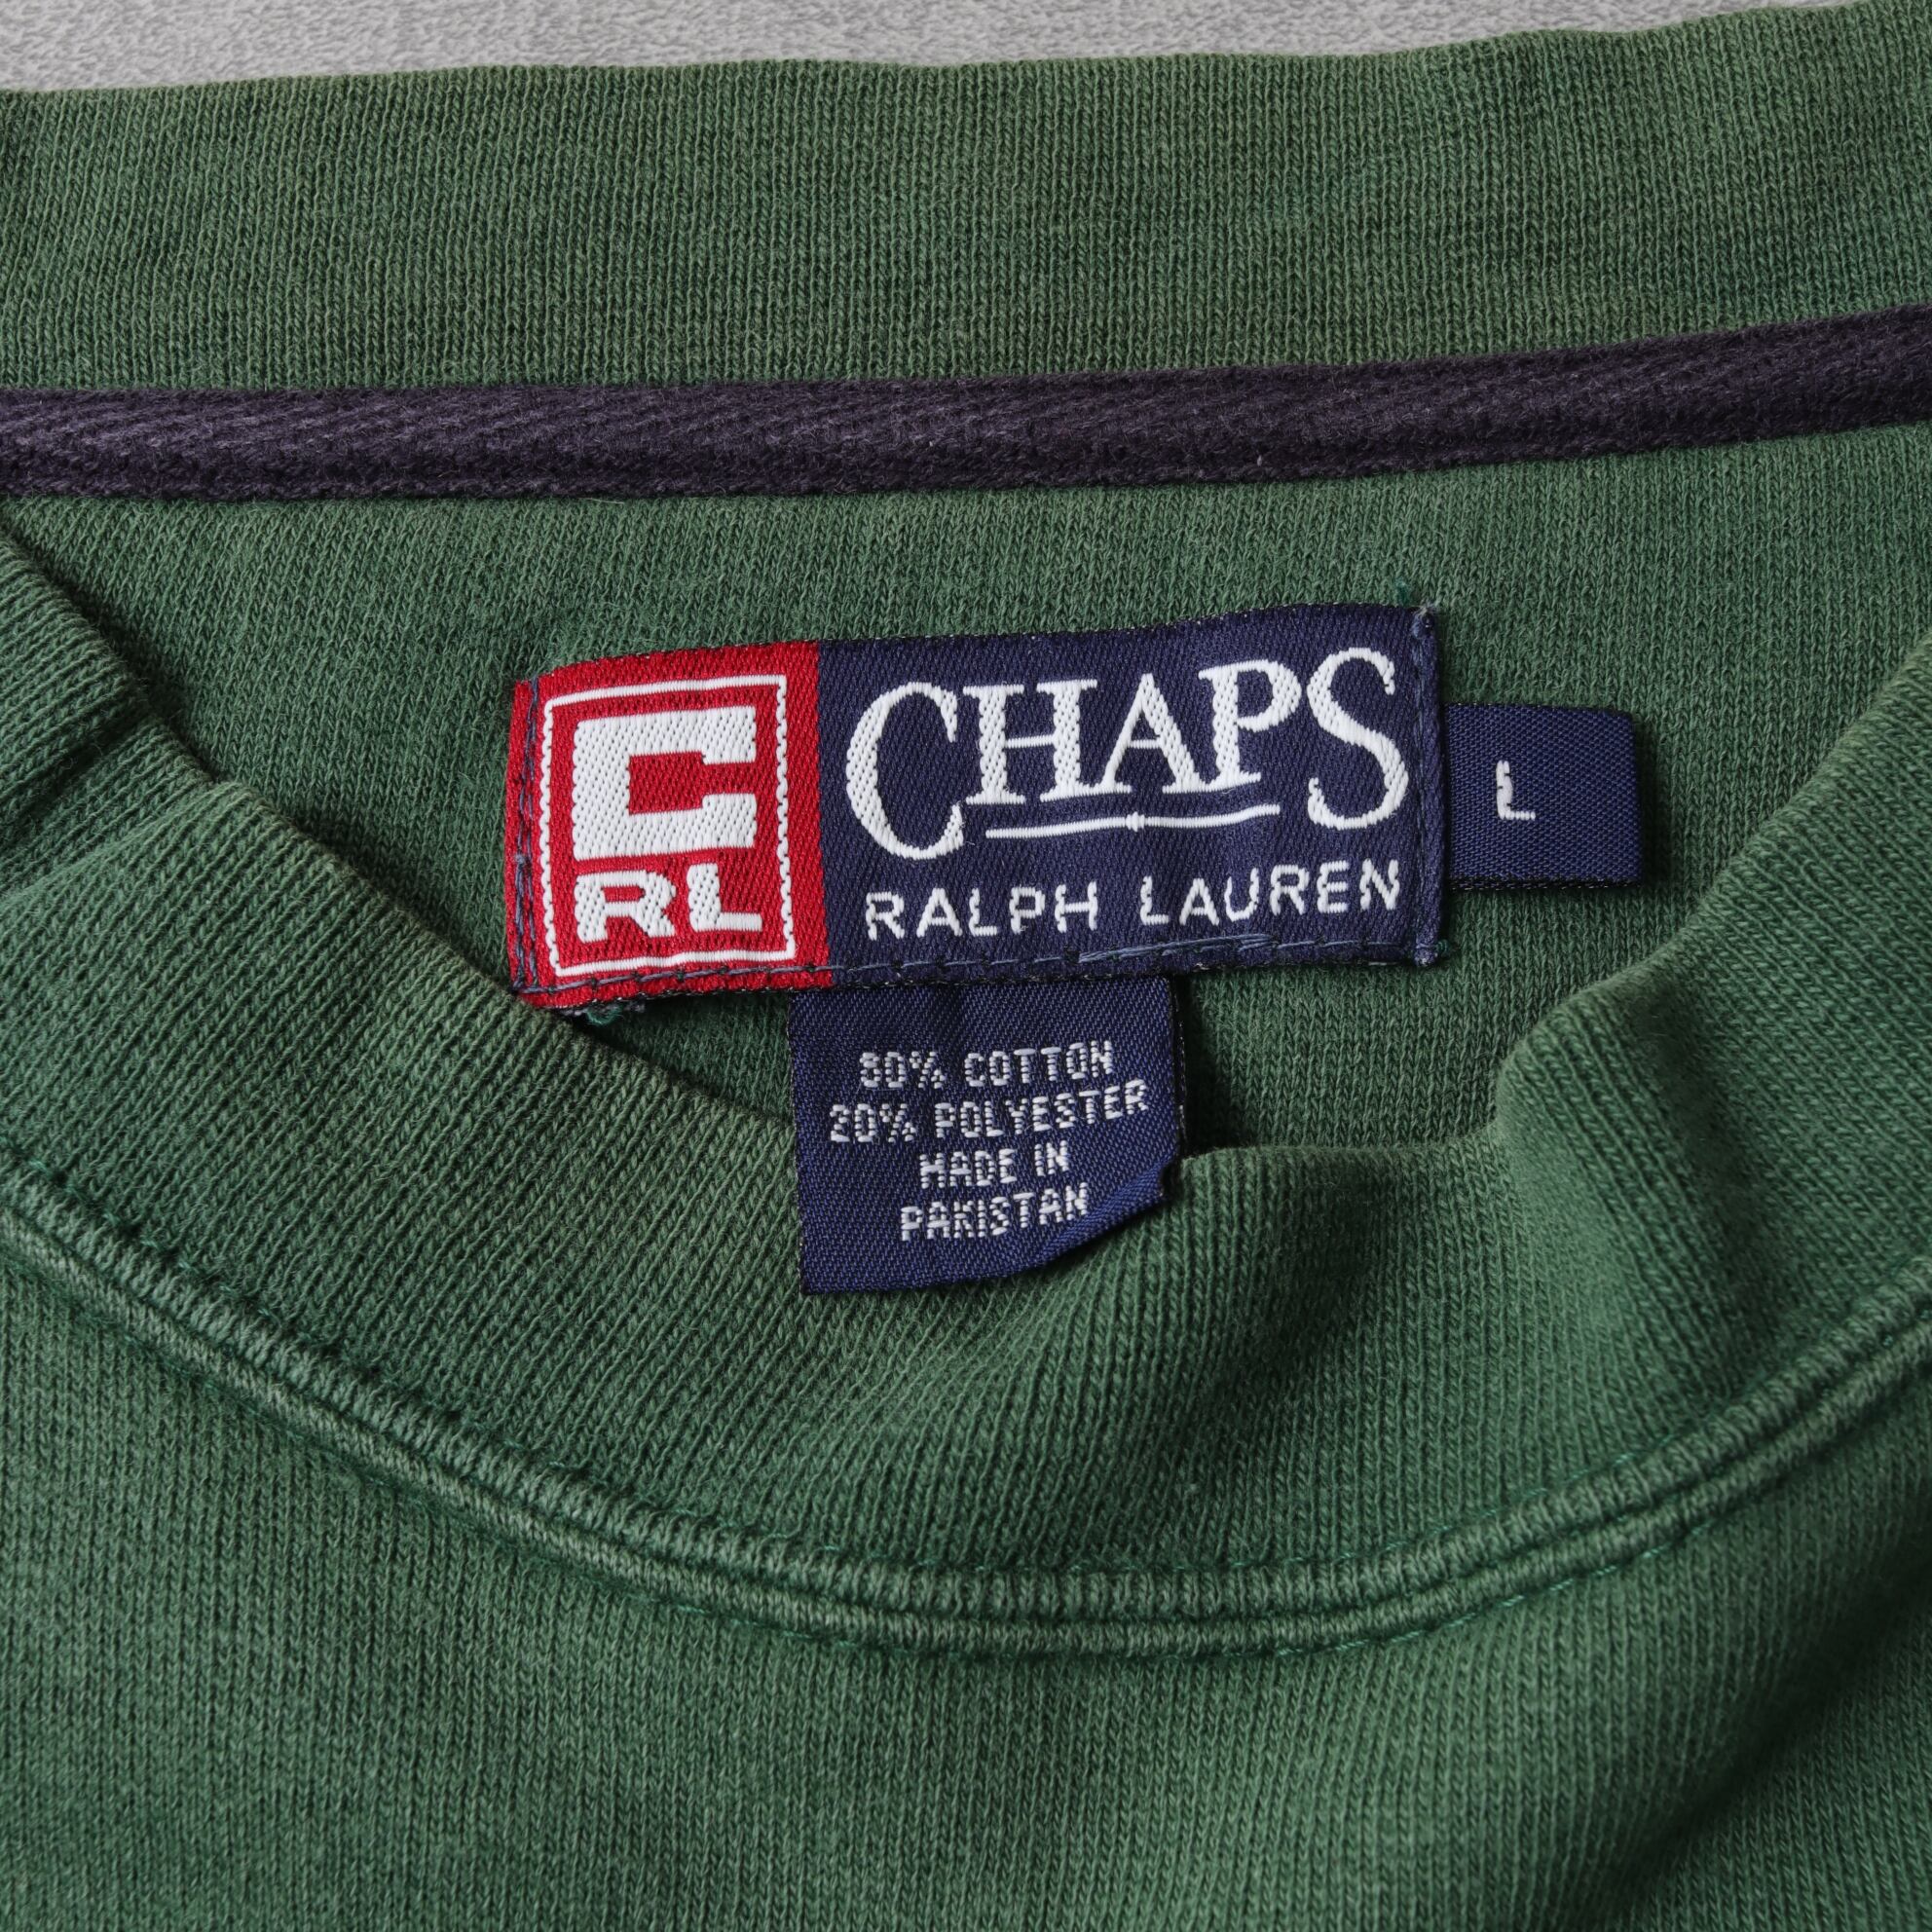 C
RL
CHAPS
RALPH LAUREN
L
80% COTTON
20% POLYESTER
MADE IN
PAKISTAN